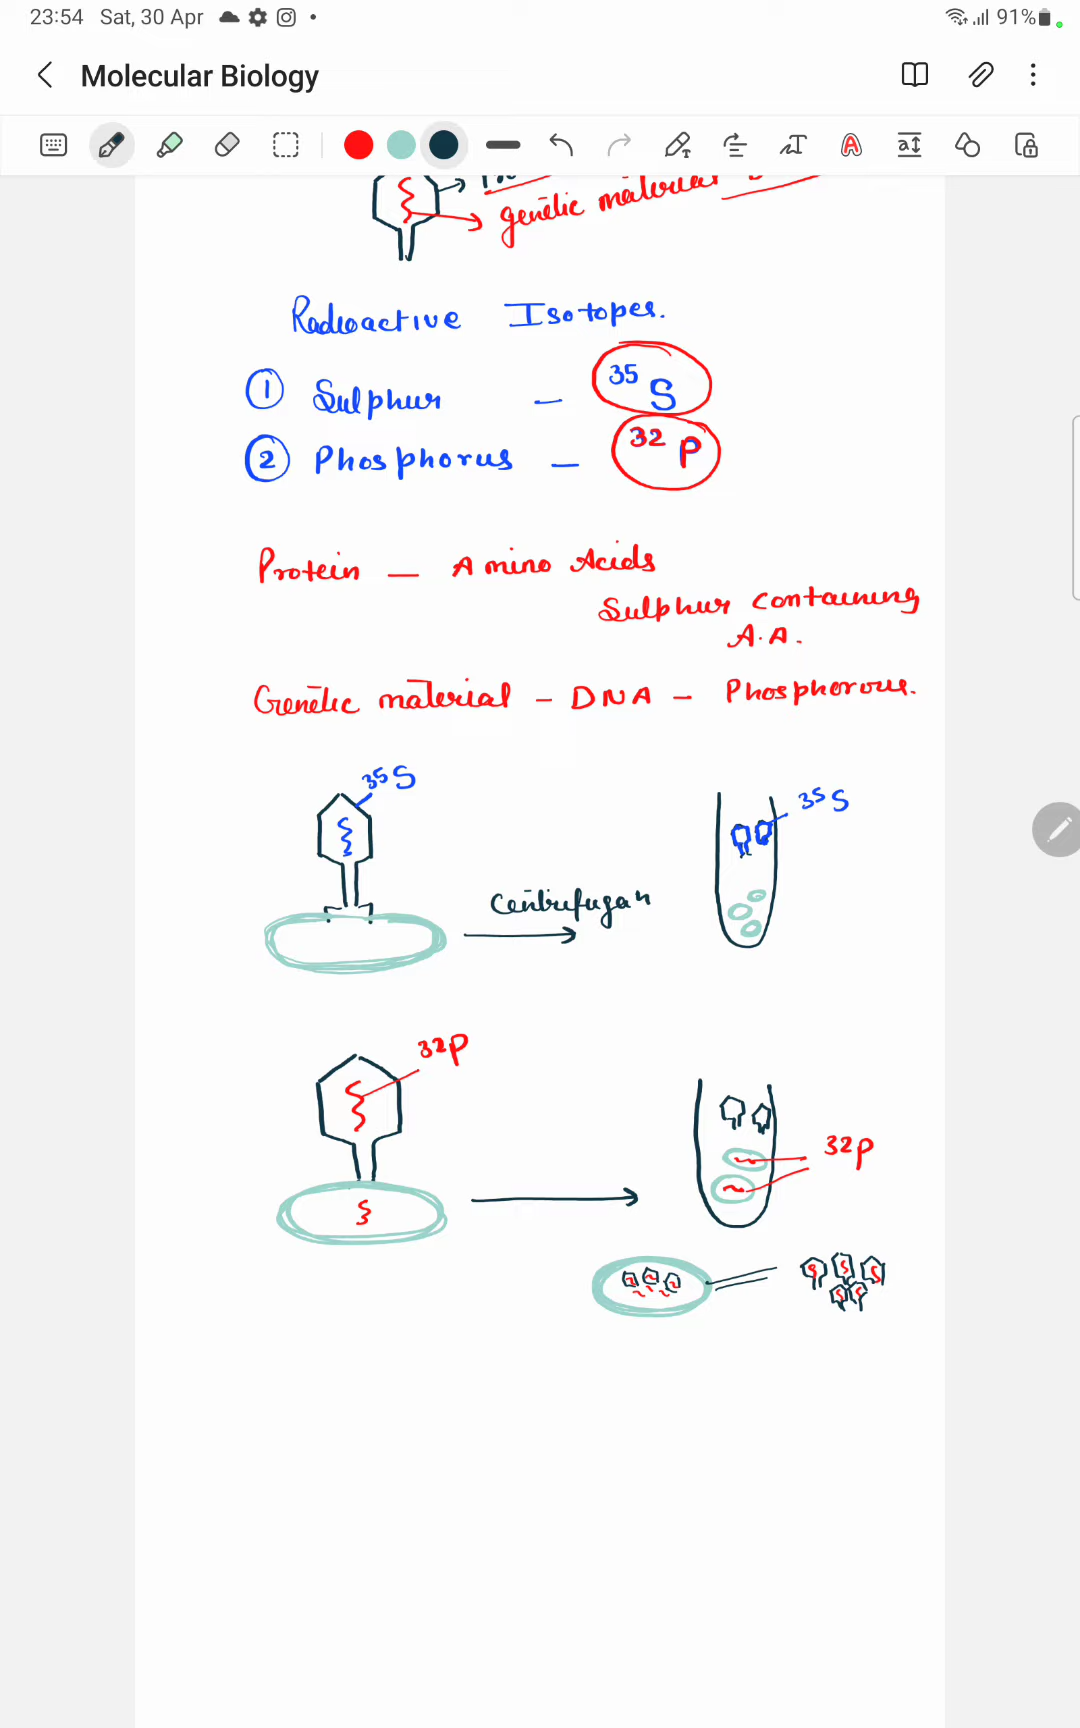 23:54 Sat, 30 Apr
91%
Molecular Biology
genetic material
Radioactive Isotopes.
1 Sulphur - 35 S
2 Phosphorus - 32 P
Protein - Amino Acids
Sulphur containing
A.A.
Genetic material - DNA - Phosphorous.
35 S
35 S
Centrifugan
32P
32P